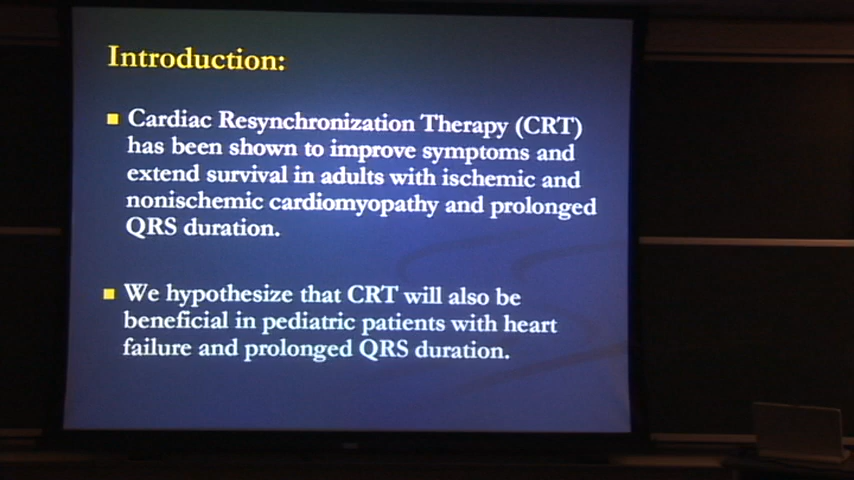 Introduction:
Cardiac Resynchronization Therapy (CRT)
has been shown to improve symptoms and
extend survival in adults with ischemic and
nonischemic cardiomyopathy and prolonged
QRS duration.
We hypothesize that CRT will also be
beneficial in pediatric patients with heart
failure and prolonged QRS duration.